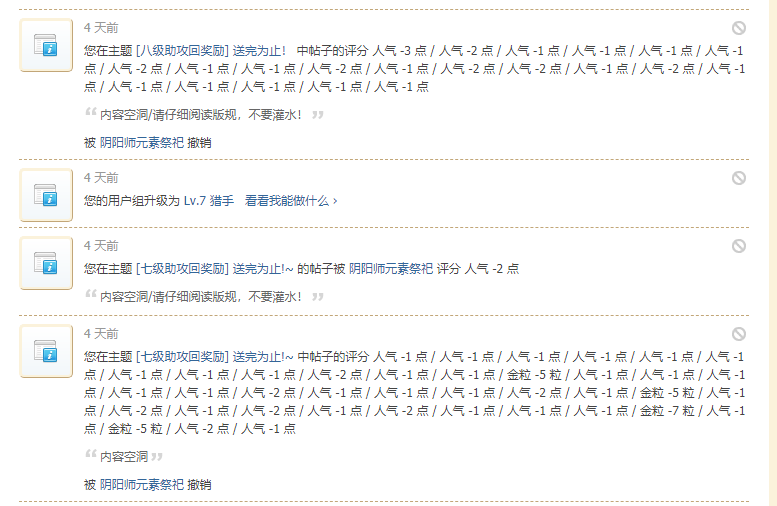 4 天前
您在主题 [八级助攻回奖励] 送完为止！ 中帖子的评分 人气 -3 点 / 人气 -2 点 / 人气 -1 点 / 人气 -1 点 / 人气 -1 点 / 人气 -1
点 / 人气 -2 点 / 人气 -1 点 / 人气 -1 点 / 人气 -2 点 / 人气 -1 点 / 人气 -2 点 / 人气 -2 点 / 人气 -1 点 / 人气 -2 点 / 人气 -1
点 / 人气 -1 点 / 人气 -1 点 / 人气 -1 点 / 人气 -1 点 / 人气 -1 点
“ 内容空洞/请仔细阅读版规，不要灌水！ ”
被 阴阳师元素祭祀 撤销
4 天前
您的用户组升级为 Lv.7 猎手 看看我能做什么 ›
4 天前
您在主题 [七级助攻回奖励] 送完为止!~ 的帖子被 阴阳师元素祭祀 评分 人气 -2 点
“ 内容空洞/请仔细阅读版规，不要灌水！ ”
4 天前
您在主题 [七级助攻回奖励] 送完为止!~ 中帖子的评分 人气 -1 点 / 人气 -1 点 / 人气 -1 点 / 人气 -1 点 / 人气 -1 点 / 人气 -1
点 / 人气 -1 点 / 人气 -1 点 / 人气 -1 点 / 人气 -2 点 / 人气 -1 点 / 人气 -1 点 / 金粒 -5 粒 / 人气 -1 点 / 人气 -1 点 / 人气 -1
点 / 人气 -1 点 / 人气 -1 点 / 人气 -2 点 / 人气 -1 点 / 人气 -1 点 / 人气 -1 点 / 人气 -2 点 / 人气 -1 点 / 金粒 -5 粒 / 人气 -1
点 / 人气 -2 点 / 人气 -1 点 / 人气 -2 点 / 人气 -1 点 / 人气 -2 点 / 人气 -1 点 / 人气 -1 点 / 人气 -1 点 / 金粒 -7 粒 / 人气 -1
点 / 金粒 -5 粒 / 人气 -2 点 / 人气 -1 点
“ 内容空洞 ”
被 阴阳师元素祭祀 撤销